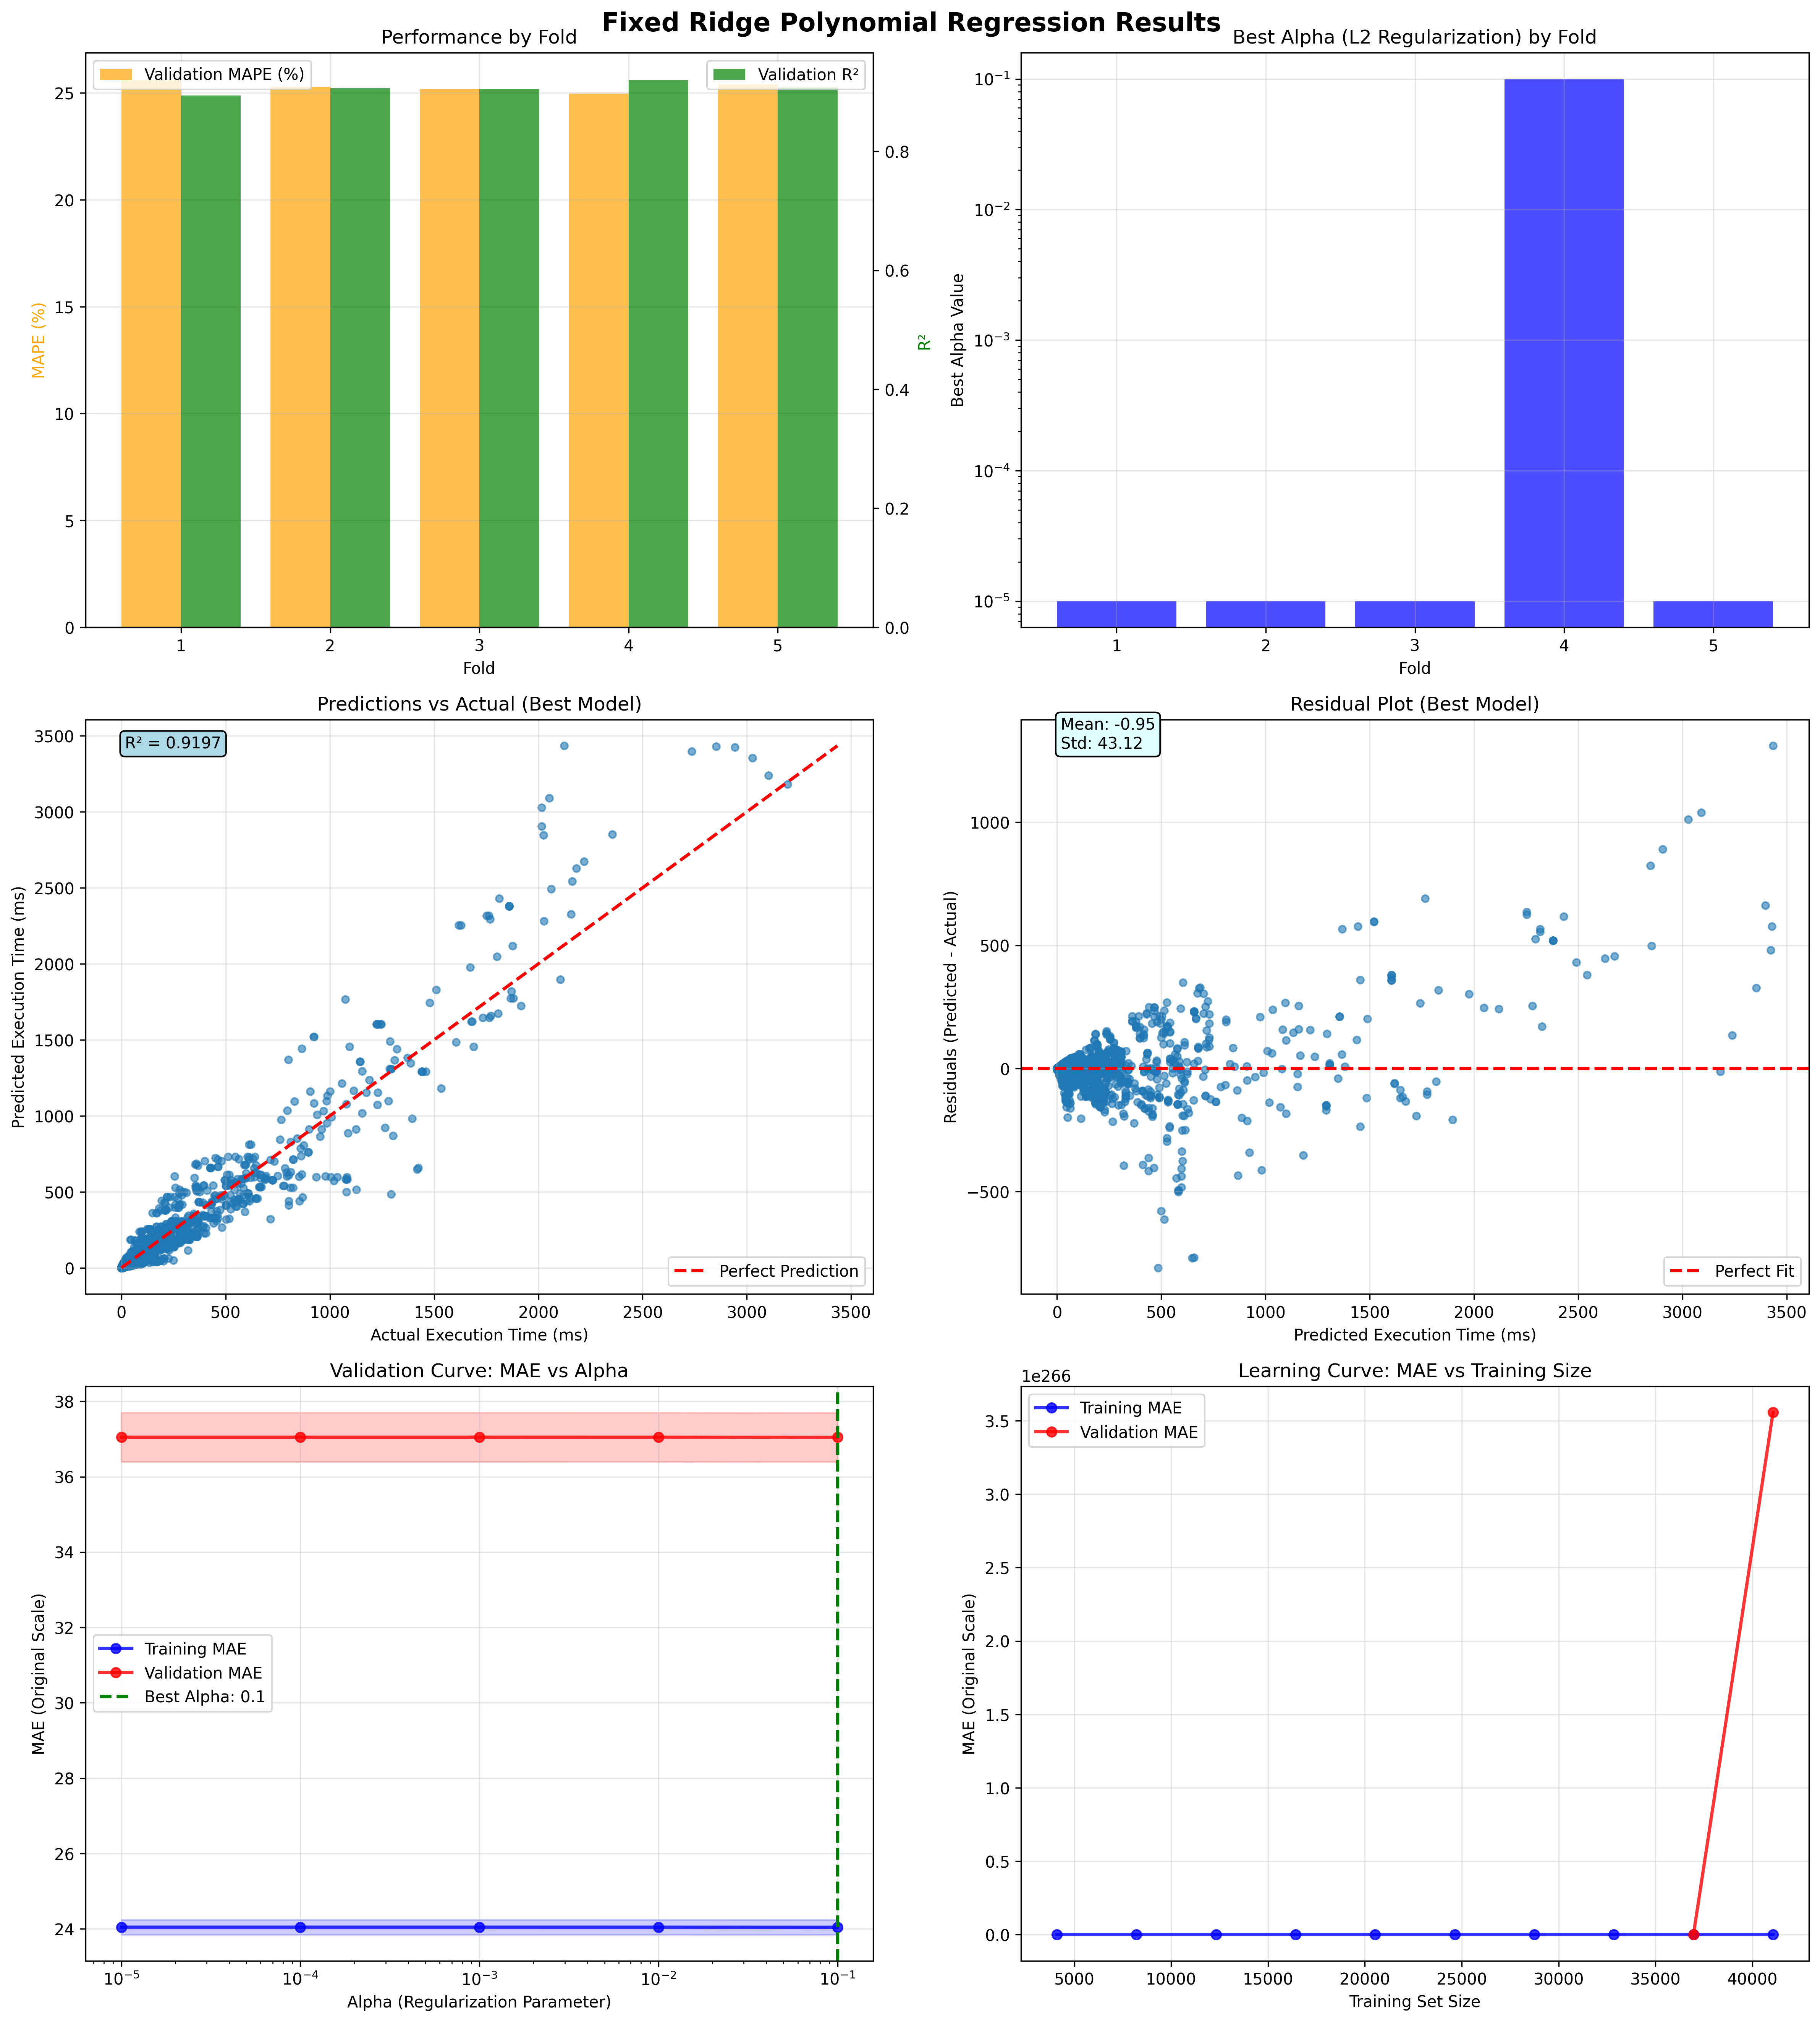 Fixed Ridge Polynomial Regression Results
Performance by Fold
Validation MAPE (%)
Validation R²
MAPE (%)
0
5
10
15
20
25
R²
0.0
0.2
0.4
0.6
0.8
1
2
3
4
5
Fold
Best Alpha (L2 Regularization) by Fold
Best Alpha Value
10⁻¹
10⁻²
10⁻³
10⁻⁴
10⁻⁵
1
2
3
4
5
Fold
Predictions vs Actual (Best Model)
R² = 0.9197
Predicted Execution Time (ms)
3500
3000
2500
2000
1500
1000
500
0
Perfect Prediction
0
500
1000
1500
2000
2500
3000
3500
Actual Execution Time (ms)
Residual Plot (Best Model)
Mean: -0.95
Std: 43.12
Residuals (Predicted - Actual)
1000
500
0
−500
Perfect Fit
0
500
1000
1500
2000
2500
3000
3500
Predicted Execution Time (ms)
Validation Curve: MAE vs Alpha
MAE (Original Scale)
38
36
34
32
30
28
26
24
Training MAE
Validation MAE
Best Alpha: 0.1
10⁻⁵
10⁻⁴
10⁻³
10⁻²
10⁻¹
Alpha (Regularization Parameter)
Learning Curve: MAE vs Training Size
1e266
Training MAE
Validation MAE
MAE (Original Scale)
3.5
3.0
2.5
2.0
1.5
1.0
0.5
0.0
5000
10000
15000
20000
25000
30000
35000
40000
Training Set Size